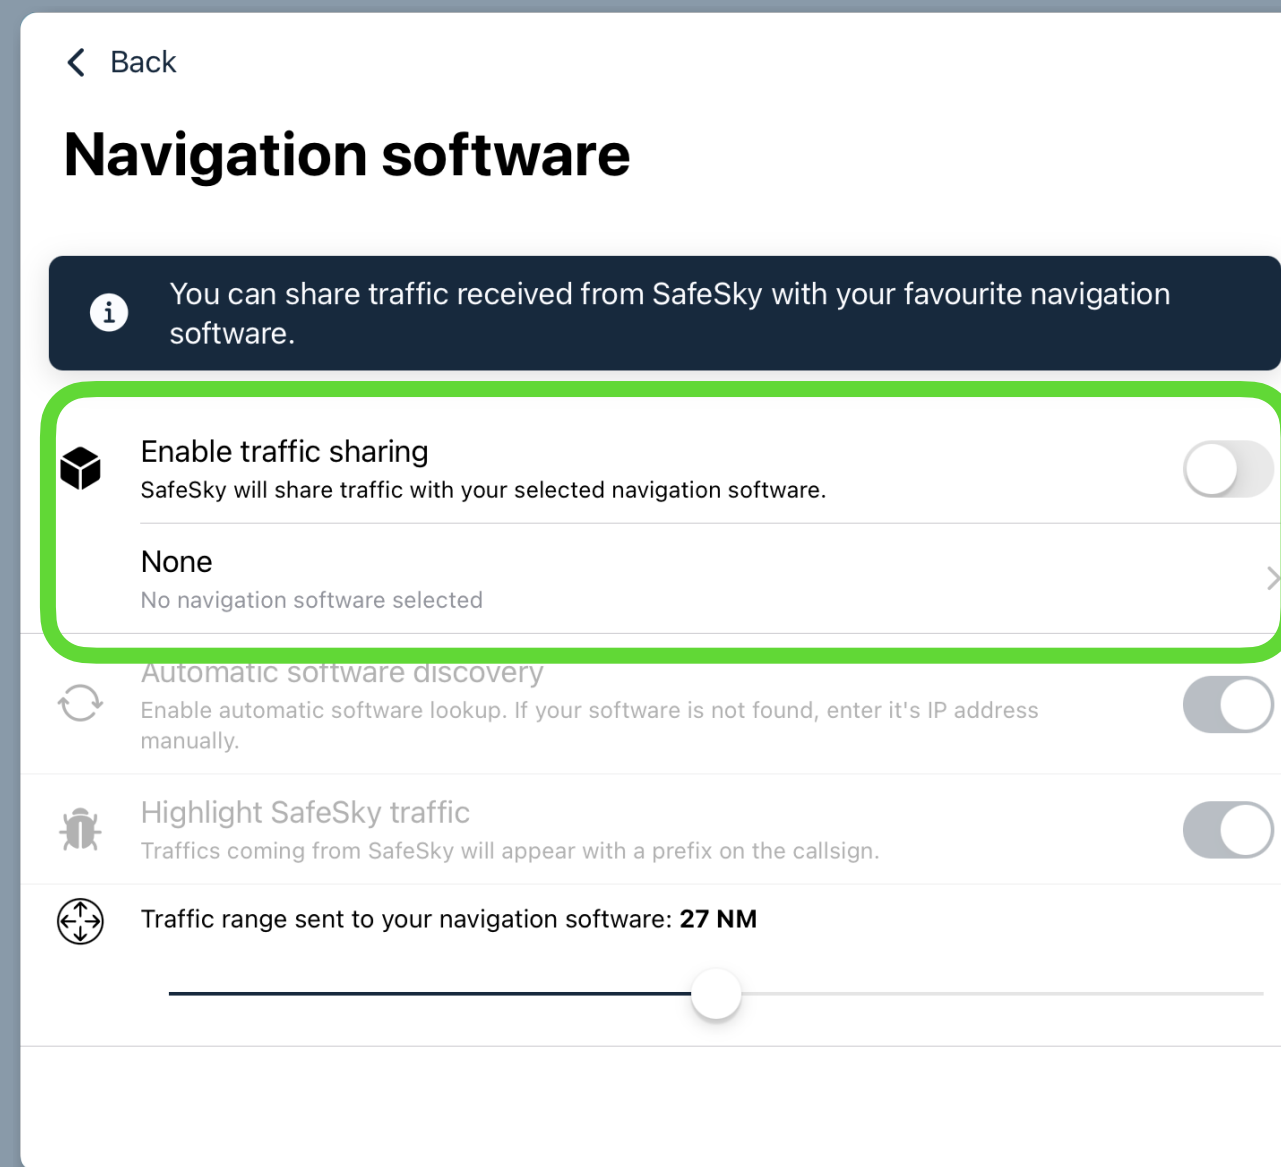 Back
Navigation software
You can share traffic received from SafeSky with your favourite navigation
software.
Enable traffic sharing
SafeSky will share traffic with your selected navigation software.
None
No navigation software selected
Automatic software discovery
Enable automatic software lookup. If your software is not found, enter it's IP address
manually.
Highlight SafeSky traffic
Traffics coming from SafeSky will appear with a prefix on the callsign.
Traffic range sent to your navigation software: 27 NM